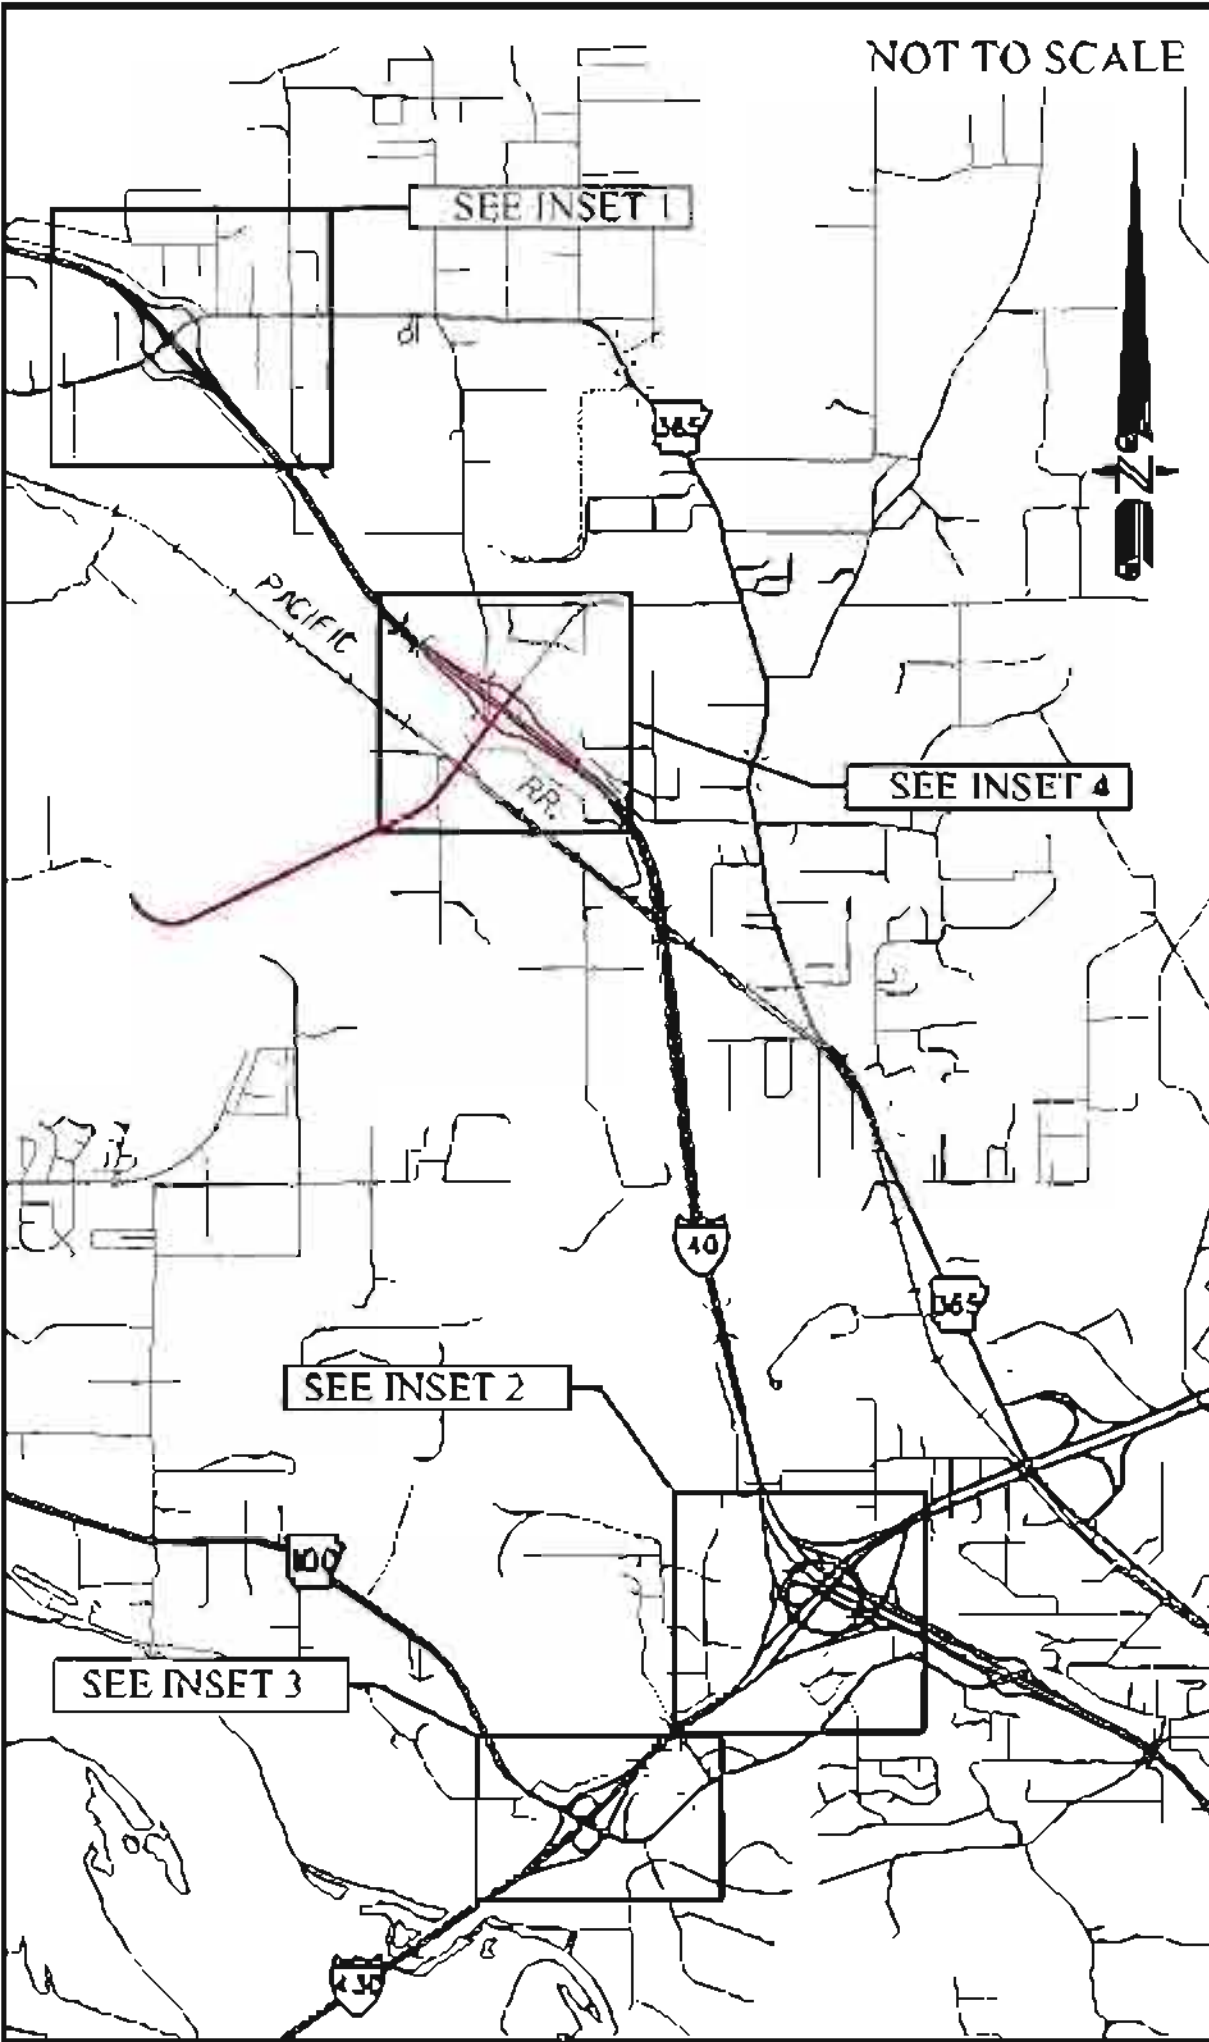 NOT TO SCALE
SEE INSET 1
365
N
PACIFIC
SEE INSET 4
RR.
40
365
SEE INSET 2
100
SEE INSET 3
430